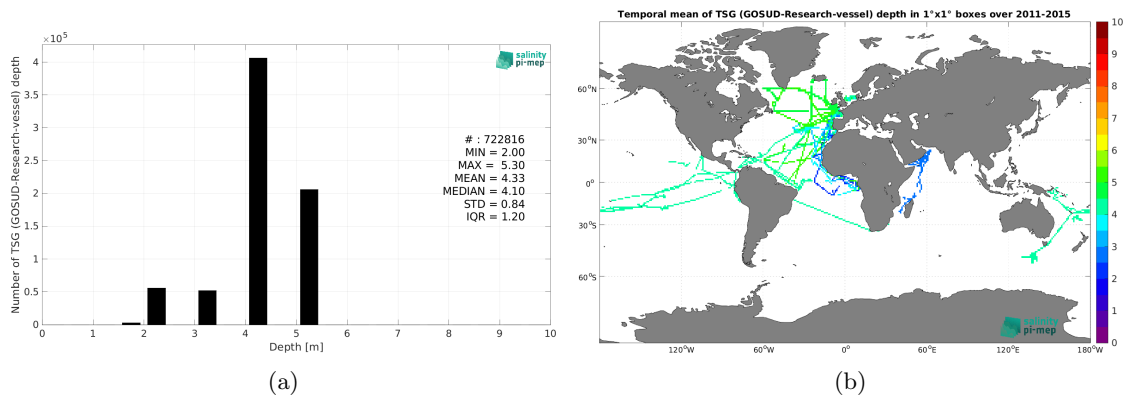 ×10⁵
4
3.5
3
2.5
2
1.5
1
0.5
0
0 1 2 3 4 5 6 7 8 9 10
Depth [m]
Number of TSG (GOSUD-Research-vessel) depth
salinity
pi-mep
# : 722816
MIN = 2.00
MAX = 5.30
MEAN = 4.33
MEDIAN = 4.10
STD = 0.84
IQR = 1.20
(a)
Temporal mean of TSG (GOSUD-Research-vessel) depth in 1°x1° boxes over 2011-2015
60°N
30°N
0°
30°S
60°S
120°W 60°W 0° 60°E 120°E 180°W
salinity
pi-mep
10
9
8
7
6
5
4
3
2
1
0
(b)